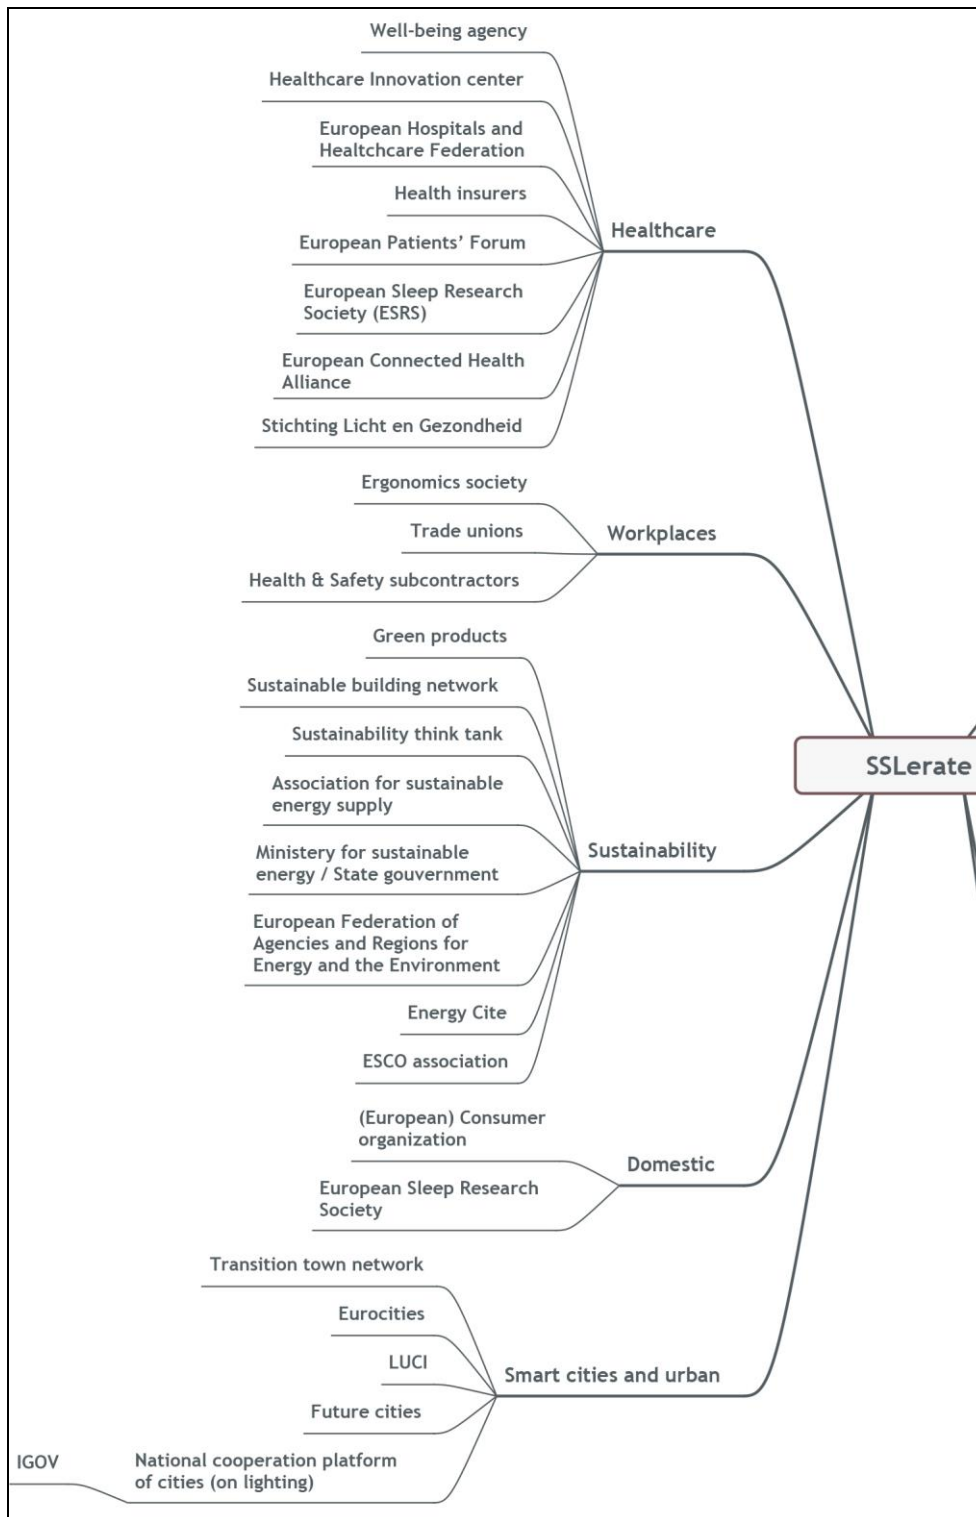 Well-being agency
Healthcare Innovation center
European Hospitals and
Healtchcare Federation
Health insurers
European Patients’ Forum
European Sleep Research
Society (ESRS)
European Connected Health
Alliance
Stichting Licht en Gezondheid
Healthcare
Ergonomics society
Trade unions
Health & Safety subcontractors
Workplaces
Green products
Sustainable building network
Sustainability think tank
Association for sustainable
energy supply
Ministery for sustainable
energy / State gouvernment
European Federation of
Agencies and Regions for
Energy and the Environment
Energy Cite
ESCO association
Sustainability
SSLerate
(European) Consumer
organization
European Sleep Research
Society
Domestic
Transition town network
Eurocities
LUCI
Future cities
IGOV
National cooperation platform
of cities (on lighting)
Smart cities and urban